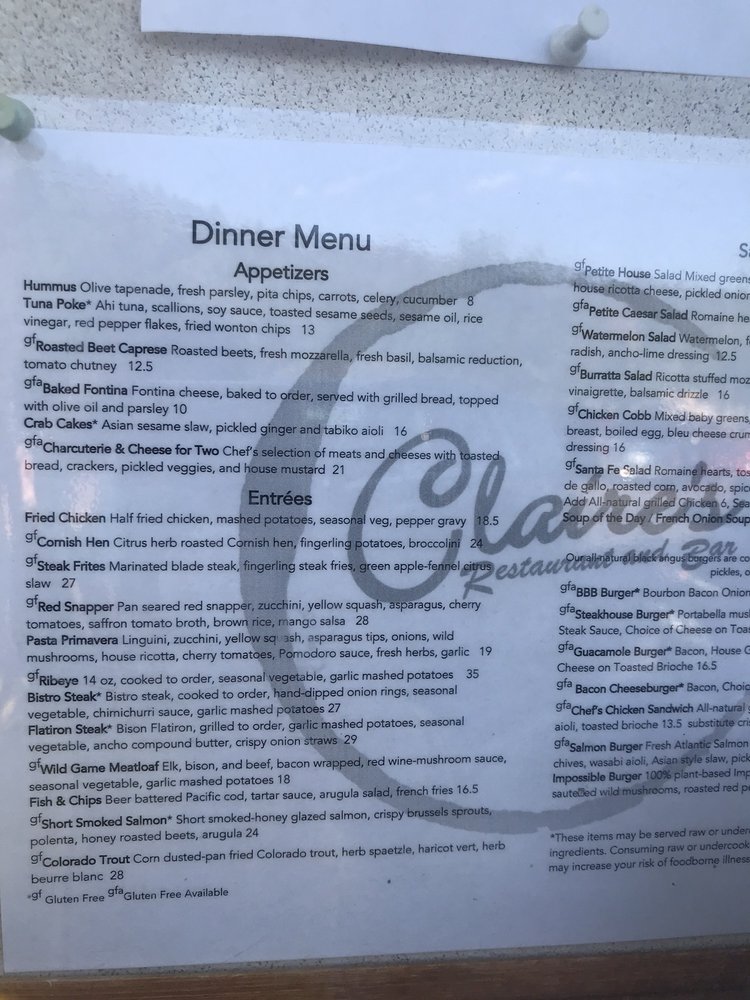 Dinner Menu
Appetizers
Hummus Olive tapenade, fresh parsley, pita chips, carrots, celery, cucumber 8
Tuna Poke* Ahi tuna, scallions, soy sauce, toasted sesame seeds, sesame oil, rice
vinegar, red pepper flakes, fried wonton chips 13
gfRoasted Beet Caprese Roasted beets, fresh mozzarella, fresh basil, balsamic reduction,
tomato chutney 12.5
gfaBaked Fontina Fontina cheese, baked to order, served with grilled bread, topped
with olive oil and parsley 10
Crab Cakes* Asian sesame slaw, pickled ginger and tabiko aioli 16
gfaCharcuterie & Cheese for Two Chef's selection of meats and cheeses with toasted
bread, crackers, pickled veggies, and house mustard 21
Entrées
Fried Chicken Half fried chicken, mashed potatoes, seasonal veg, pepper gravy 18.5
gfCornish Hen Citrus herb roasted Cornish hen, fingerling potatoes, broccolini 24
gfSteak Frites Marinated blade steak, fingerling steak fries, green apple-fennel citrus
slaw 27
gfRed Snapper Pan seared red snapper, zucchini, yellow squash, asparagus, cherry
tomatoes, saffron tomato broth, brown rice, mango salsa 28
Pasta Primavera Linguini, zucchini, yellow squash, asparagus tips, onions, wild
mushrooms, house ricotta, cherry tomatoes, Pomodoro sauce, fresh herbs, garlic 19
gfRibeye 14 oz, cooked to order, seasonal vegetable, garlic mashed potatoes 35
Bistro Steak* Bistro steak, cooked to order, hand-dipped onion rings, seasonal
vegetable, chimichurri sauce, garlic mashed potatoes 27
Flatiron Steak* Bison Flatiron, grilled to order, garlic mashed potatoes, seasonal
vegetable, ancho compound butter, crispy onion straws 29
gfWild Game Meatloaf Elk, bison, and beef, bacon wrapped, red wine-mushroom sauce,
seasonal vegetable, garlic mashed potatoes 18
Fish & Chips Beer battered Pacific cod, tartar sauce, arugula salad, french fries 16.5
gfShort Smoked Salmon* Short smoked-honey glazed salmon, crispy brussels sprouts,
polenta, honey roasted beets, arugula 24
gfColorado Trout Corn dusted-pan fried Colorado trout, herb spaetzle, haricot vert, herb
beurre blanc 28
*gf Gluten Free gfaGluten Free Available
Restaurant and Bar
gfPetite House Salad Mixed greens
house ricotta cheese, pickled onion
gfaPetite Caesar Salad Romaine
gfWatermelon Salad Watermelon,
radish, ancho-lime dressing 12.5
gfBurratta Salad Ricotta stuffed
vinaigrette, balsamic drizzle 16
gfChicken Cobb Mixed baby greens,
breast, boiled egg, bleu cheese
dressing 16
gfSanta Fe Salad Romaine hearts,
de gallo, roasted corn, avocado,
Add All-natural grilled Chicken 6,
Soup of the Day / French Onion Soup
Our all-natural black angus burgers are
pickles,
gfaBBB Burger* Bourbon Bacon Onion
gfaSteakhouse Burger* Portabella
Steak Sauce, Choice of Cheese on
gfaGuacamole Burger* Bacon, House
Cheese on Toasted Brioche 16.5
gfa Bacon Cheeseburger* Bacon,
gfaChef's Chicken Sandwich All-natural
aioli, toasted brioche 13.5 substitute
gfaSalmon Burger Fresh Atlantic Salmon
chives, wasabi aioli, Asian style slaw,
Impossible Burger 100% plant-based
sauteéed wild mushrooms, roasted red
*These items may be served raw or
ingredients. Consuming raw or
may increase your risk of foodborne illness